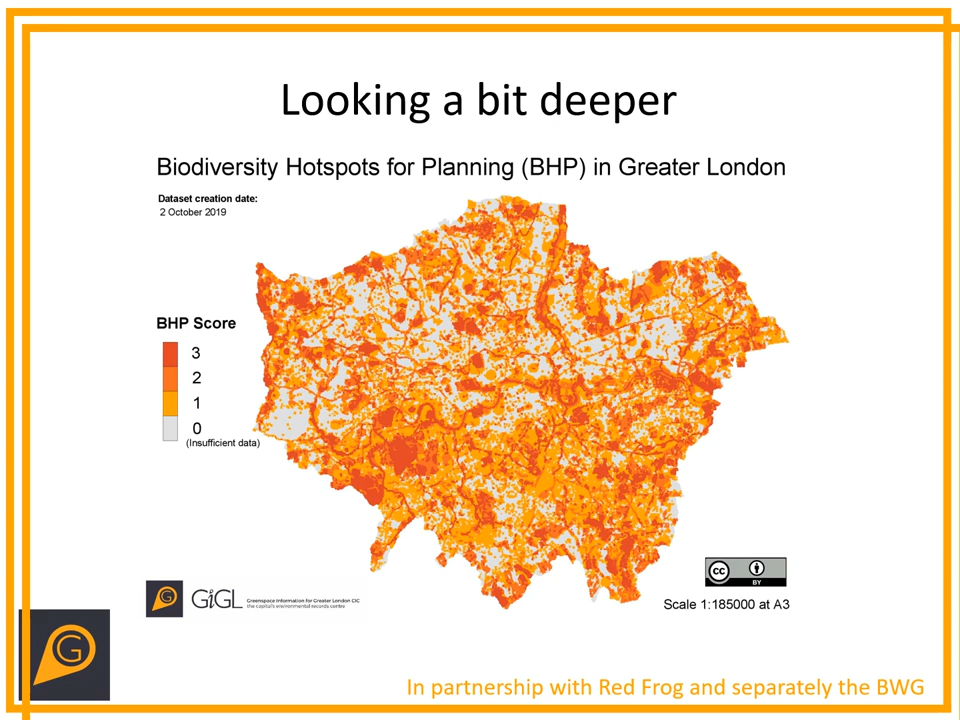 Looking a bit deeper
Biodiversity Hotspots for Planning (BHP) in Greater London
Dataset creation date:
2 October 2019
BHP Score
3
2
1
0
(Insufficient data)
GiGL
Greenspace Information for Greater London CIC
the capital's environmental records centre
G
cc
BY
Scale 1:185000 at A3
G
In partnership with Red Frog and separately the BWG